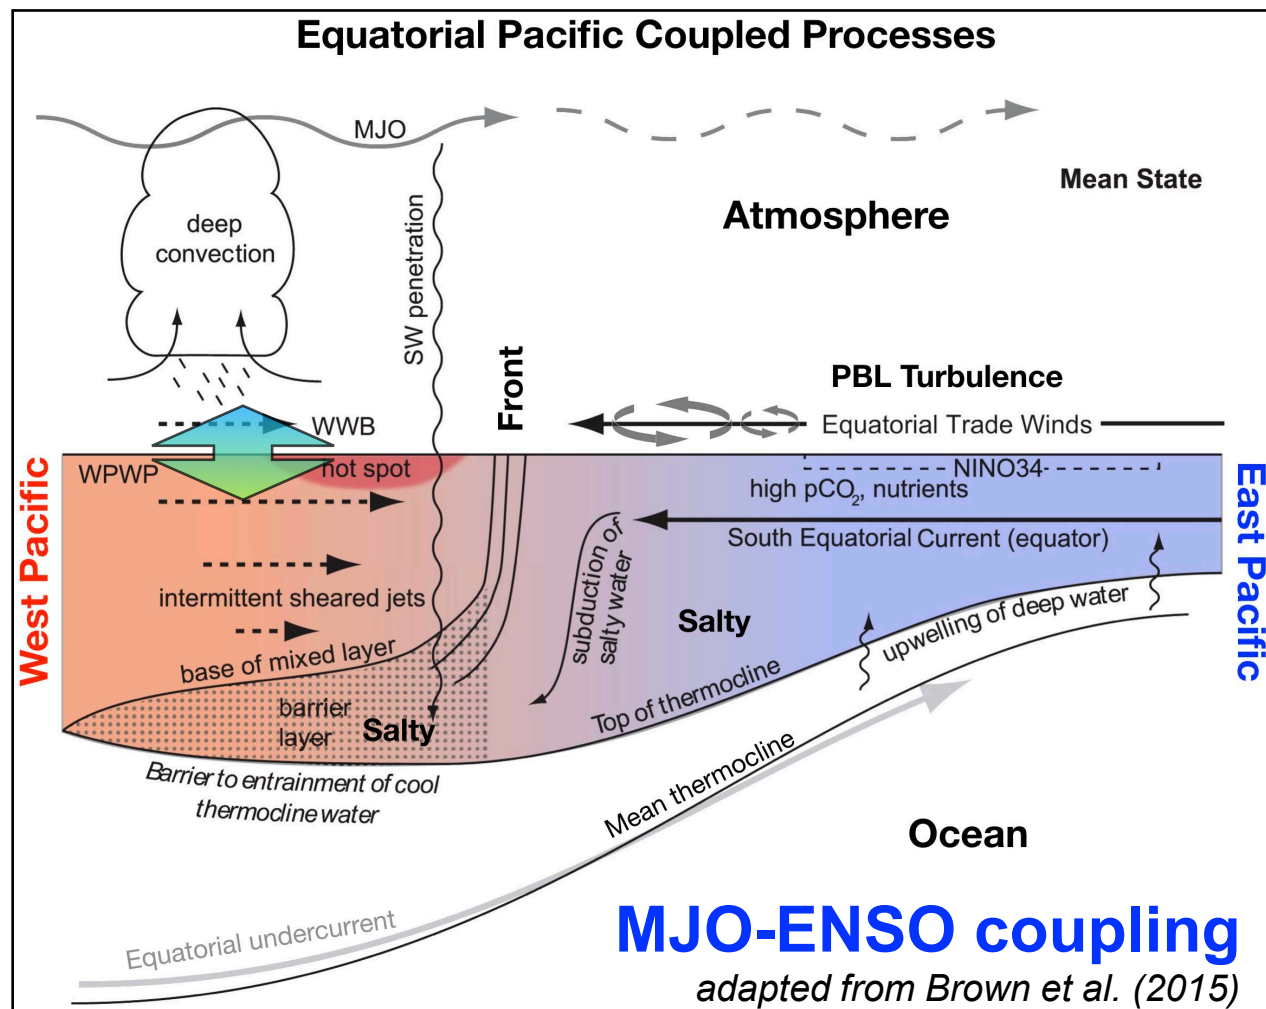 Equatorial Pacific Coupled Processes
MJO
Mean State
Atmosphere
deep
convection
SW penetration
Front
PBL Turbulence
WWB
Equatorial Trade Winds
WPWP
hot spot
NINO34
high pCO₂, nutrients
South Equatorial Current (equator)
West Pacific
East Pacific
intermittent sheared jets
subduction of
salty water
Salty
upwelling of deep water
base of mixed layer
barrier
layer
Salty
Top of thermocline
Barrier to entrainment of cool
thermocline water
Mean thermocline
Ocean
Equatorial undercurrent
MJO-ENSO coupling
adapted from Brown et al. (2015)